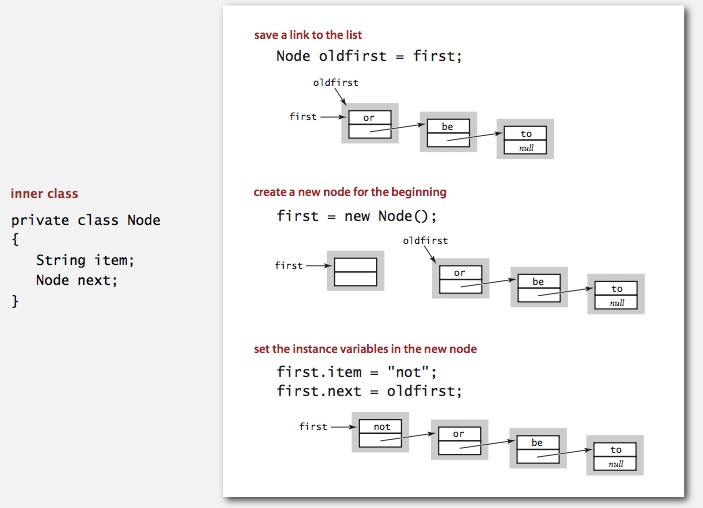 inner class
private class Node
{
String item;
Node next;
}
save a link to the list
Node oldfirst = first;
oldfirst
first
or
be
to
null
create a new node for the beginning
first = new Node();
oldfirst
first
or
be
to
null
set the instance variables in the new node
first.item = "not";
first.next = oldfirst;
first
not
or
be
to
null